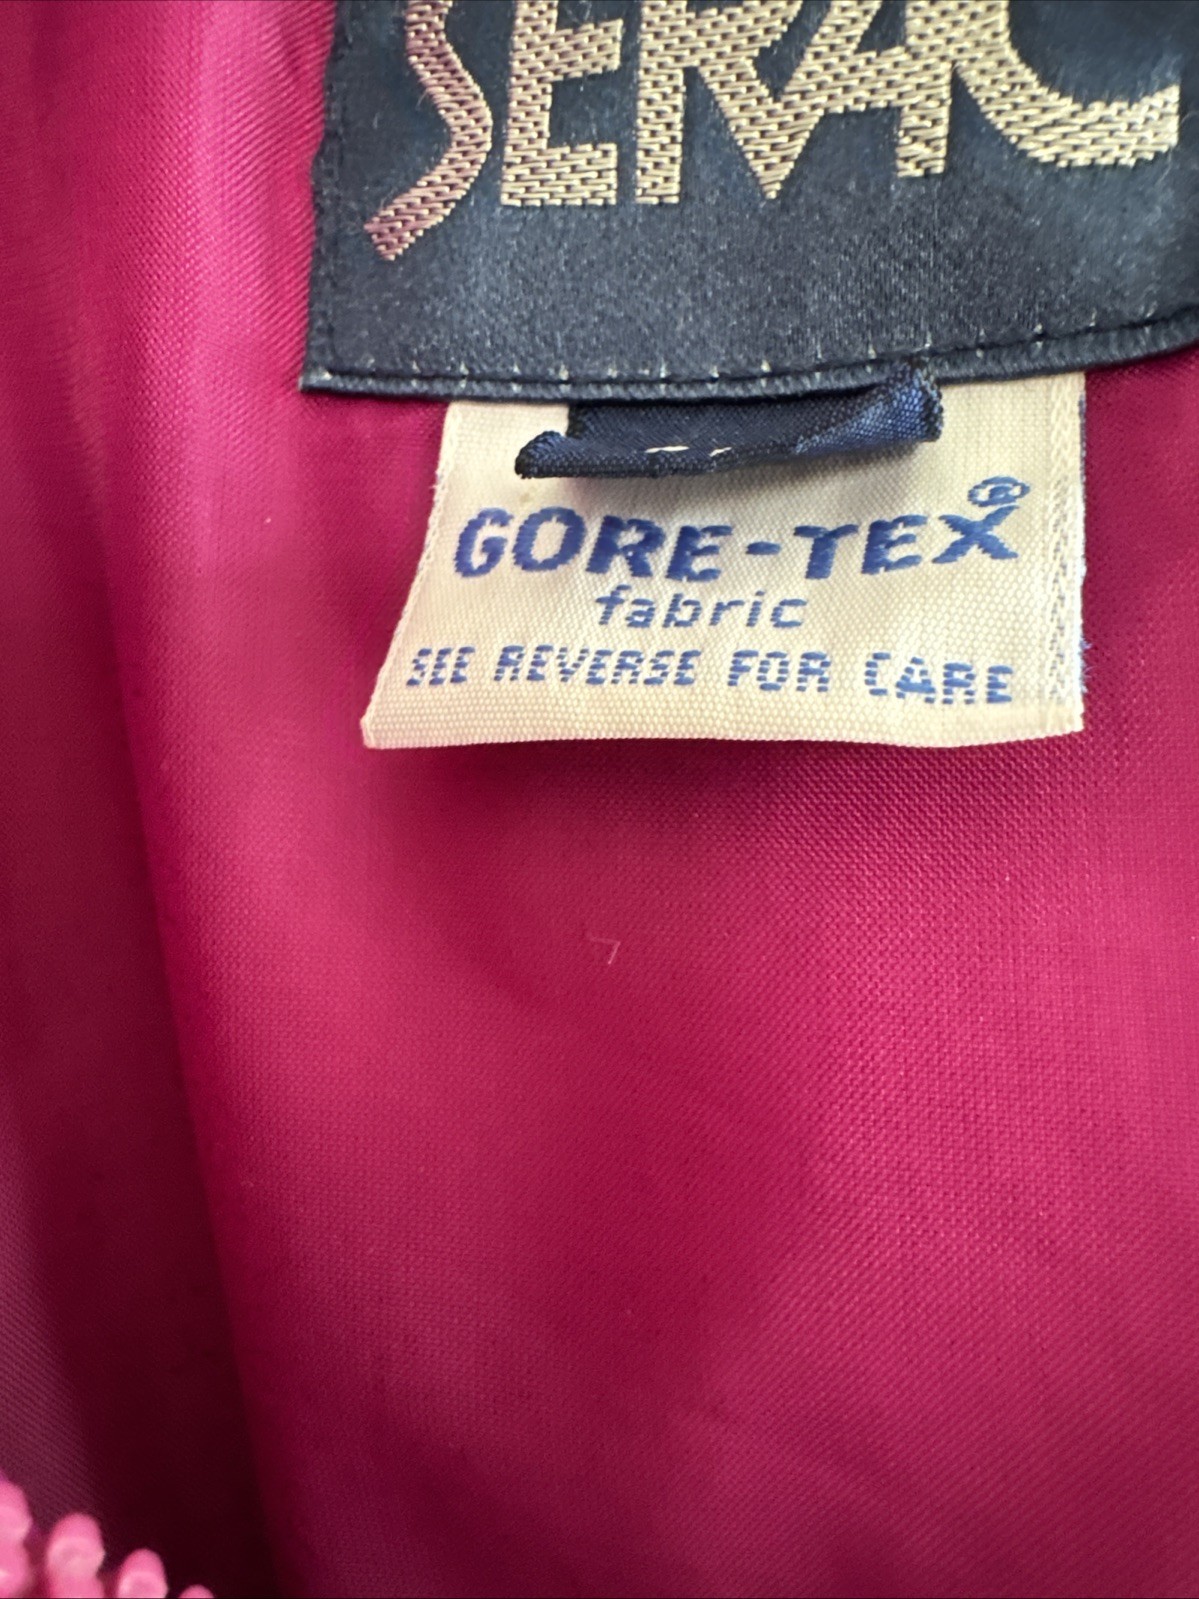 SERAC
GORE-TEX®
fabric
SEE REVERSE FOR CARE